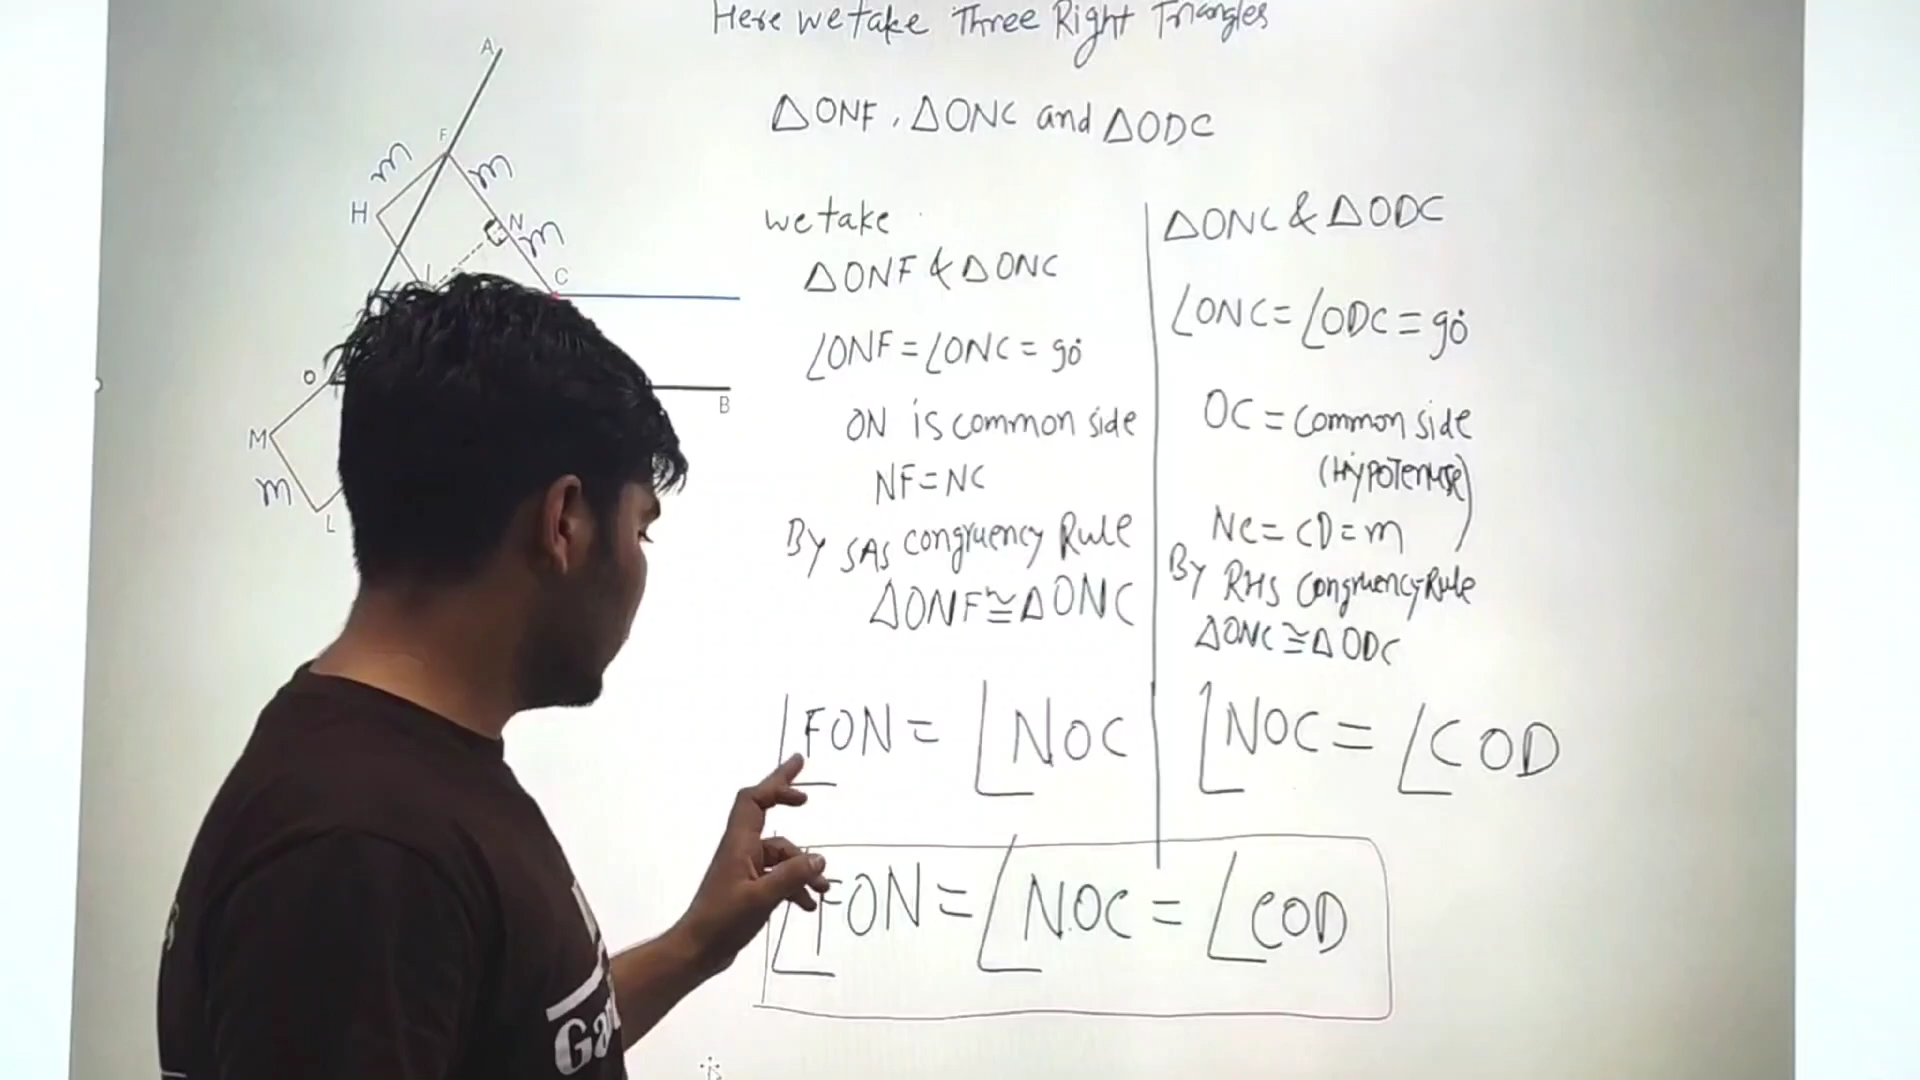 Here we take Three Right Triangles
△ONF, △ONC and △ODC
A
F
m
m
H
N
m
C
O
B
M
m
L
we take
△ONF & △ONC
∠ONF = ∠ONC = 90°
ON is common side
NF = NC
By SAS congruency Rule
△ONF ≅ △ONC
∠FON = ∠NOC
△ONC & △ODC
∠ONC = ∠ODC = 90°
OC = Common side
(Hypotenuse)
NC = CD = m
By RHS Congruency Rule
△ONC ≅ △ODC
∠NOC = ∠COD
∠FON = ∠NOC = ∠COD